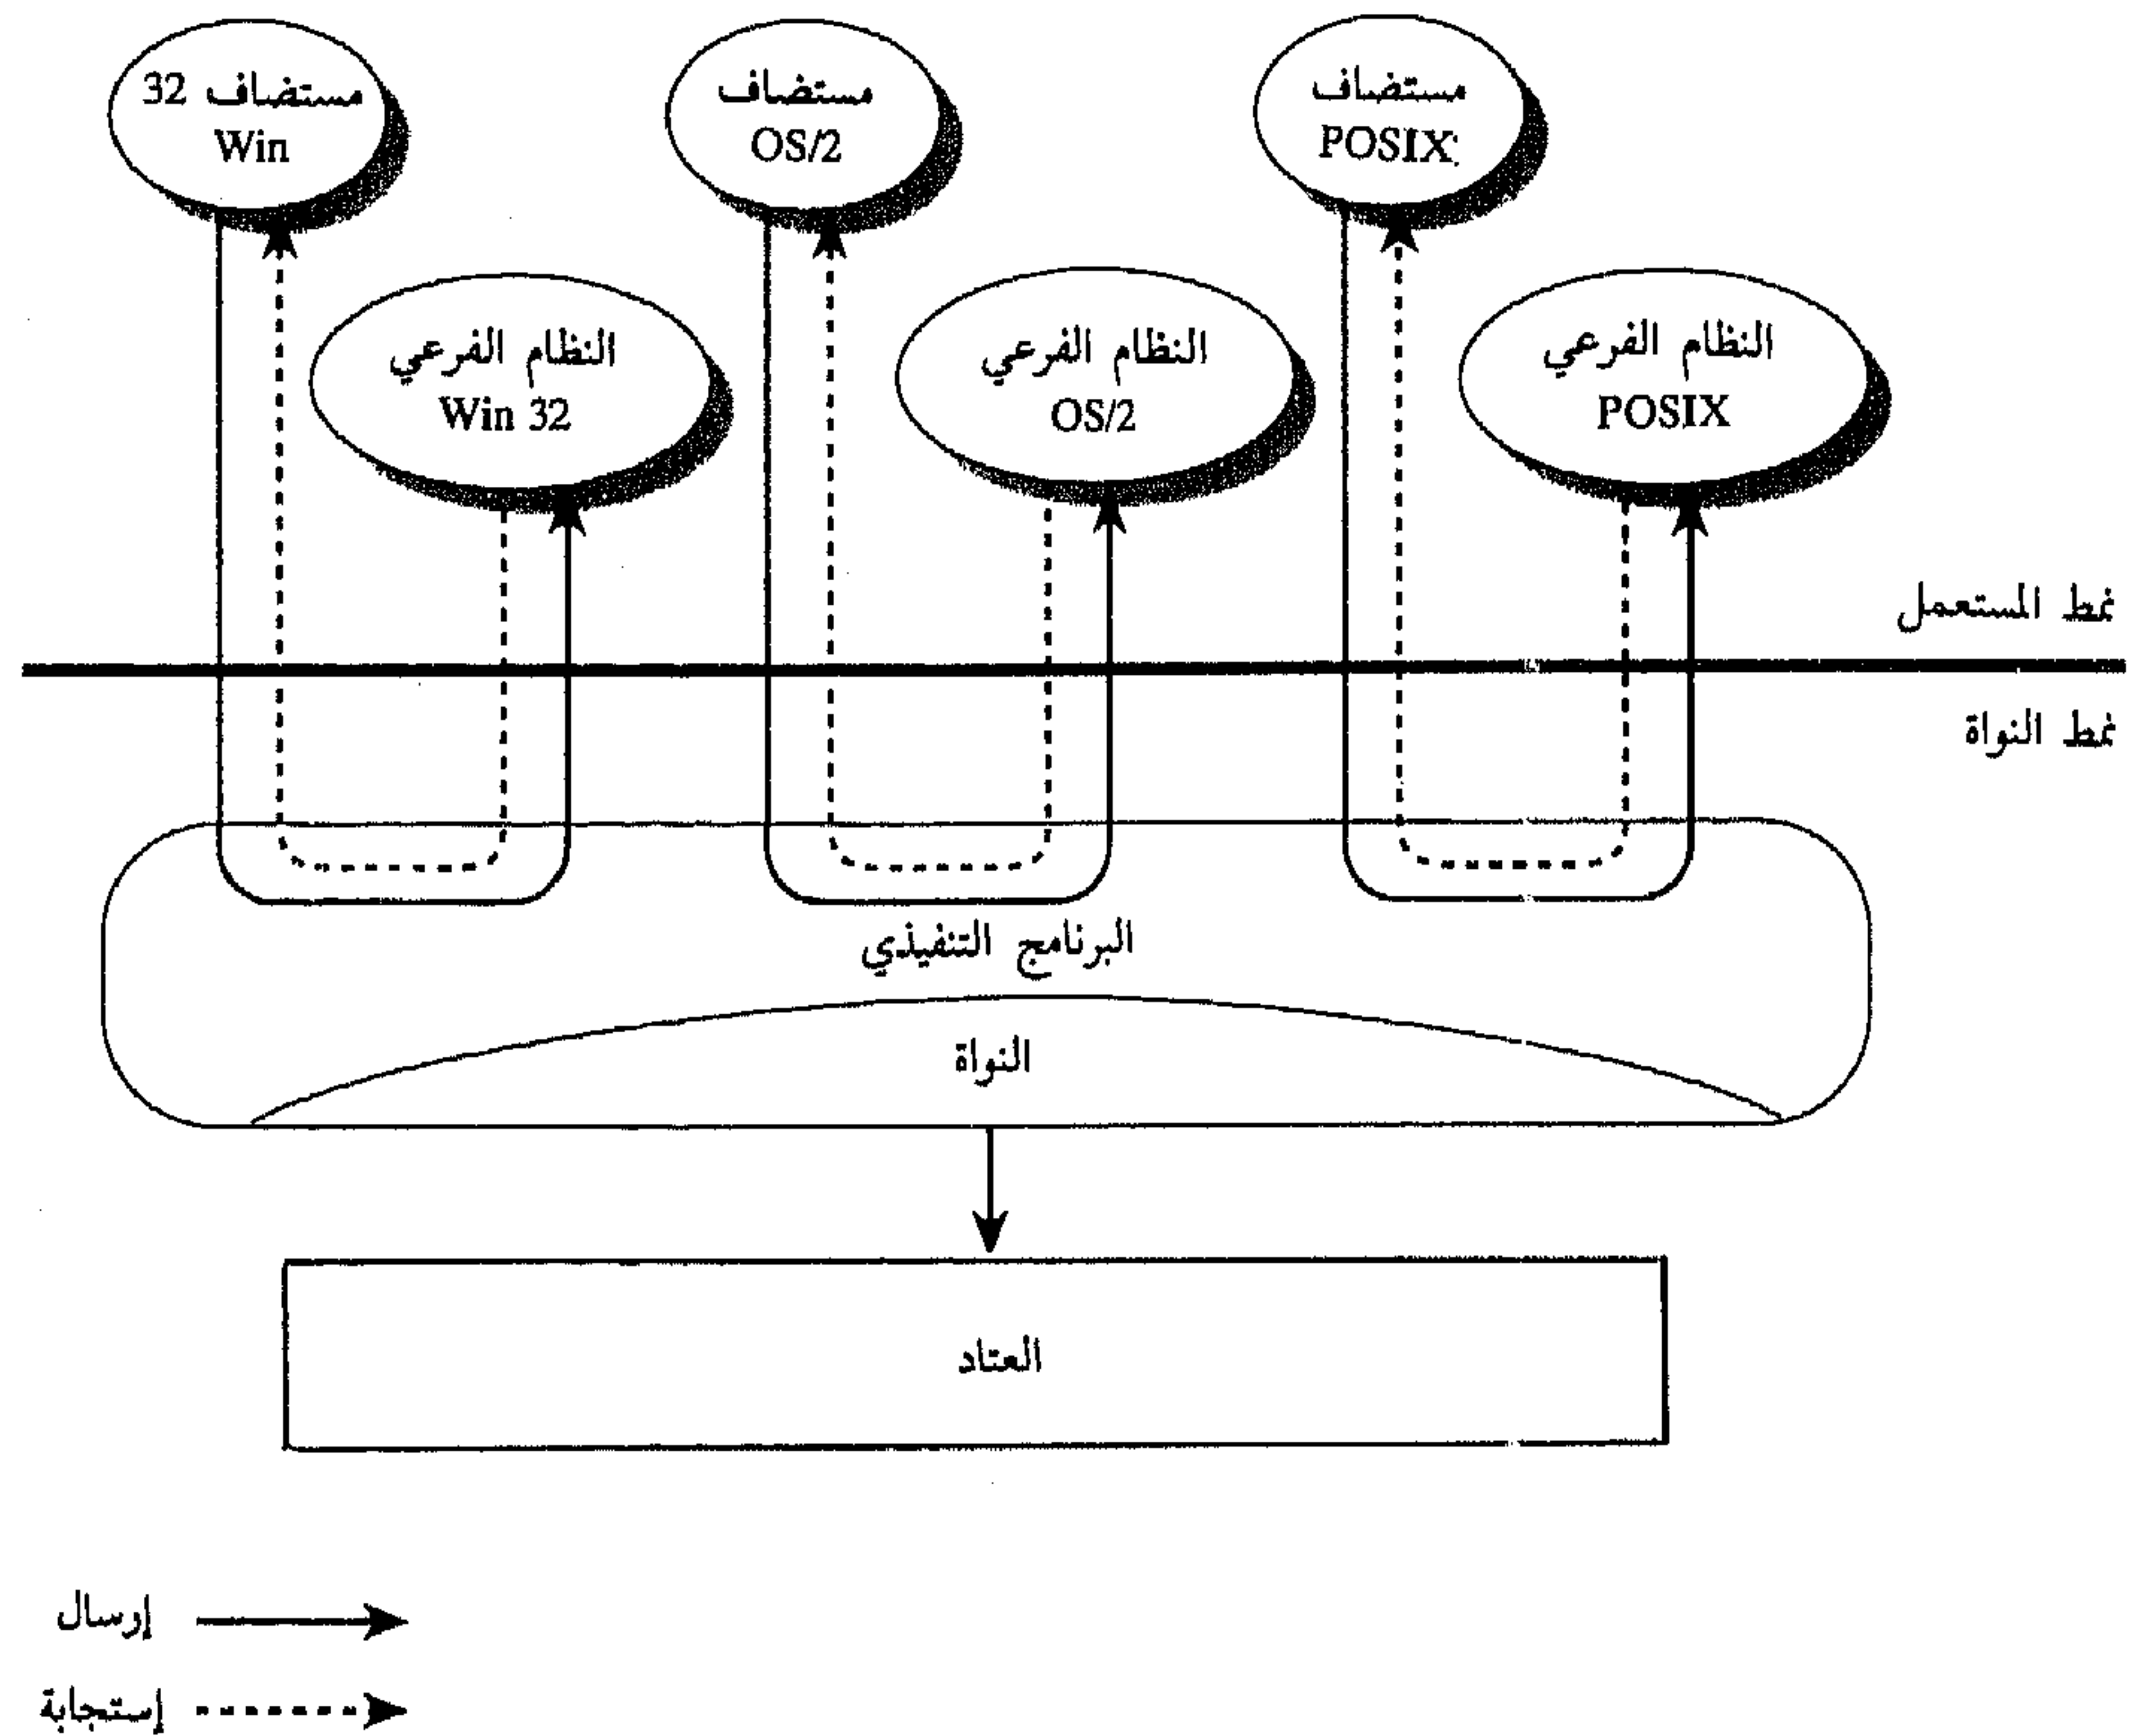 مستضاف 32
Win
مستضاف
OS/2
مستضاف
POSIX
النظام الفرعي
Win 32
النظام الفرعي
OS/2
النظام الفرعي
POSIX
نمط المستعمل
نمط النواة
البرنامج التنفيذي
النواة
العتاد
إرسال
إستجابة